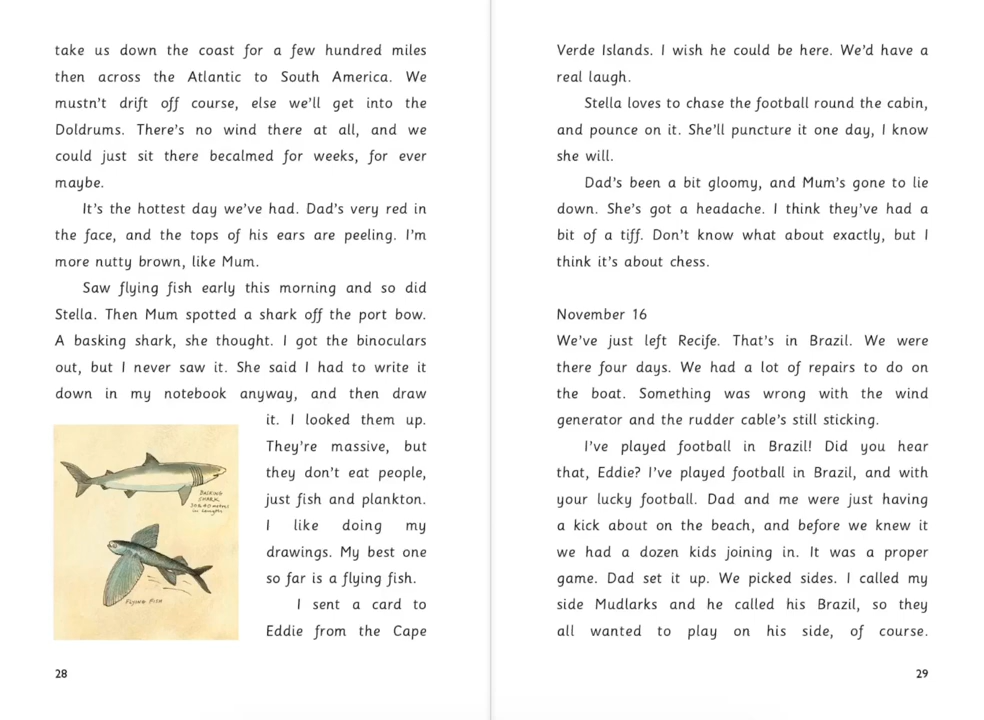 take us down the coast for a few hundred miles
then across the Atlantic to South America. We
mustn't drift off course, else we'll get into the
Doldrums. There's no wind there at all, and we
could just sit there becalmed for weeks, for ever
maybe.
It's the hottest day we've had. Dad's very red in
the face, and the tops of his ears are peeling. I'm
more nutty brown, like Mum.
Saw flying fish early this morning and so did
Stella. Then Mum spotted a shark off the port bow.
A basking shark, she thought. I got the binoculars
out, but I never saw it. She said I had to write it
down in my notebook anyway, and then draw
it. I looked them up.
They're massive, but
they don't eat people,
just fish and plankton.
I like doing my
drawings. My best one
so far is a flying fish.
I sent a card to
Eddie from the Cape
BASKING
SHARK
in length
FLYING FISH
28
Verde Islands. I wish he could be here. We'd have a
real laugh.
Stella loves to chase the football round the cabin,
and pounce on it. She'll puncture it one day, I know
she will.
Dad's been a bit gloomy, and Mum's gone to lie
down. She's got a headache. I think they've had a
bit of a tiff. Don't know what about exactly, but I
think it's about chess.
November 16
We've just left Recife. That's in Brazil. We were
there four days. We had a lot of repairs to do on
the boat. Something was wrong with the wind
generator and the rudder cable's still sticking.
I've played football in Brazil! Did you hear
that, Eddie? I've played football in Brazil, and with
your lucky football. Dad and me were just having
a kick about on the beach, and before we knew it
we had a dozen kids joining in. It was a proper
game. Dad set it up. We picked sides. I called my
side Mudlarks and he called his Brazil, so they
all wanted to play on his side, of course.
29